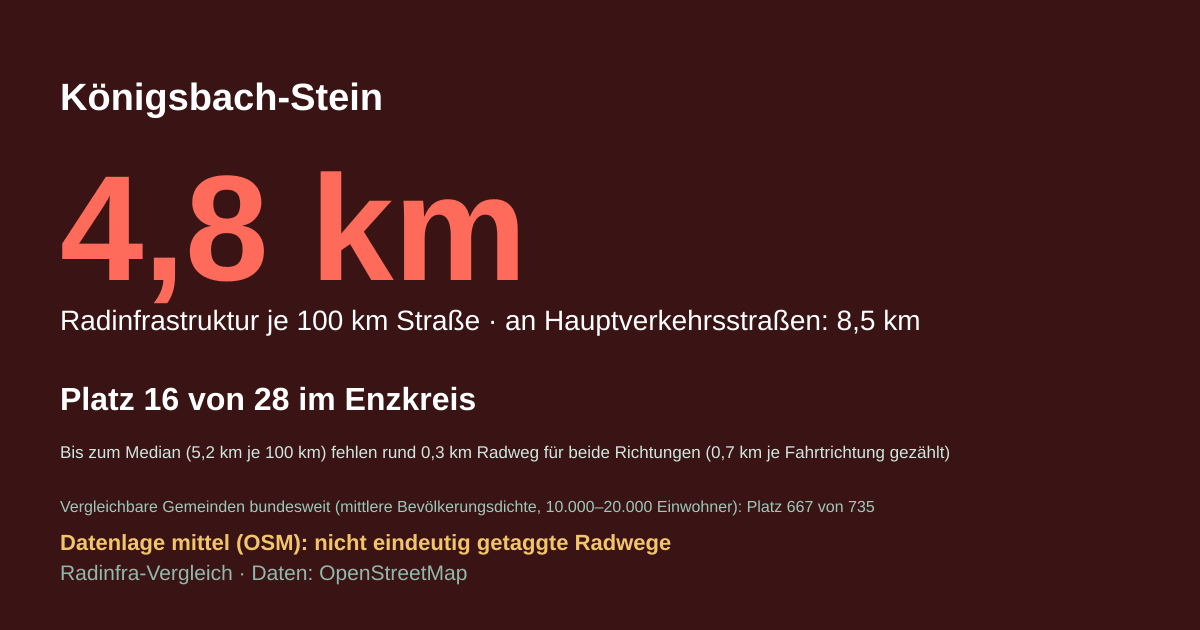 Königsbach-Stein
4,8 km
Radinfrastruktur je 100 km Straße · an Hauptverkehrsstraßen: 8,5 km
Platz 16 von 28 im Enzkreis
Bis zum Median (5,2 km je 100 km) fehlen rund 0,3 km Radweg für beide Richtungen (0,7 km je Fahrtrichtung gezählt)
Vergleichbare Gemeinden bundesweit (mittlere Bevölkerungsdichte, 10.000–20.000 Einwohner): Platz 667 von 735
Datenlage mittel (OSM): nicht eindeutig getaggte Radwege
Radinfra-Vergleich · Daten: OpenStreetMap